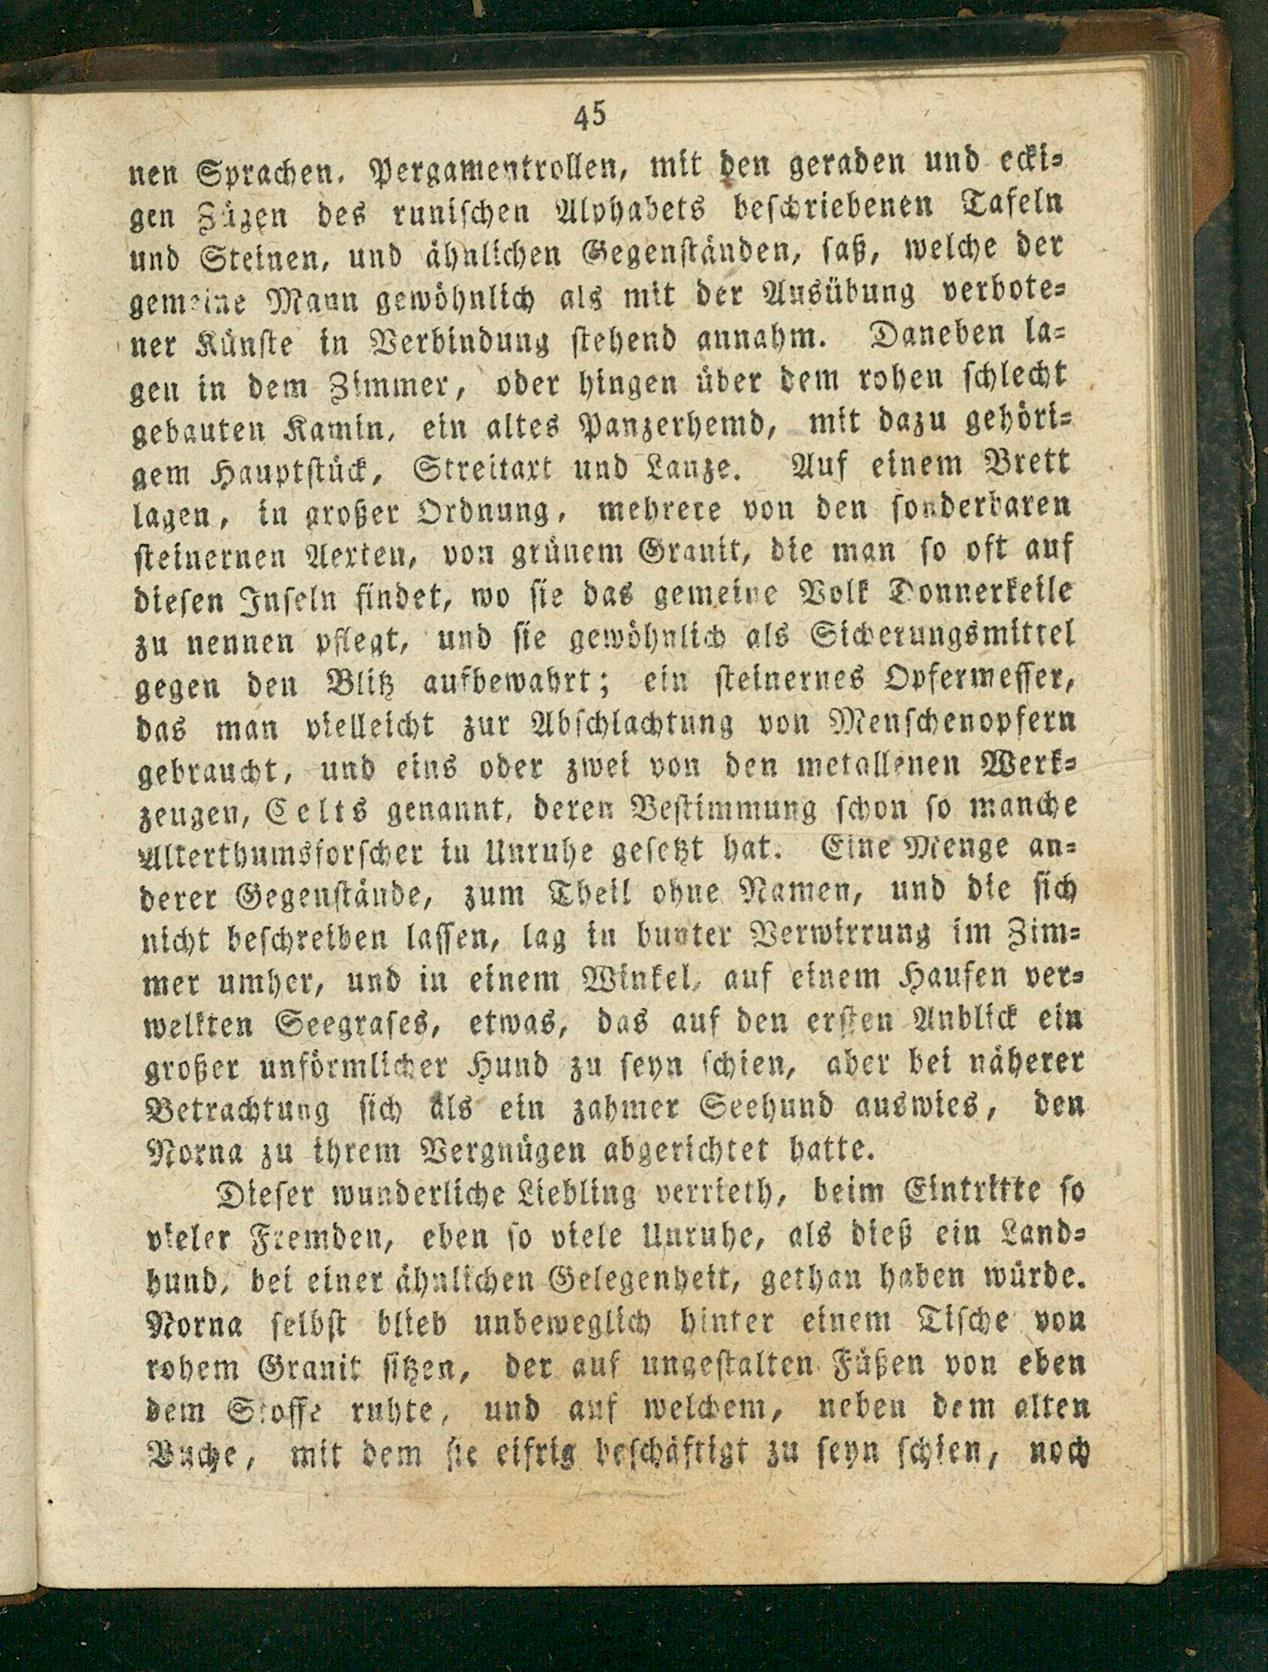 45
nen Sprachen, Pergamentrollen, mit den geraden und ecki-
gen Zügen des runischen Alphabets beschriebenen Tafeln
und Steinen, und ähnlichen Gegenständen, saß, welche der
gemeine Mann gewöhnlich als mit der Ausübung verbote-
ner Künste in Verbindung stehend annahm. Daneben la-
gen in dem Zimmer, oder hingen über dem rohen schlecht
gebauten Kamin, ein altes Panzerhemd, mit dazu gehöri-
gem Hauptstück, Streitaxt und Lanze. Auf einem Brett
lagen, in großer Ordnung, mehrere von den sonderbaren
steinernen Aexten, von grünem Granit, die man so oft auf
diesen Inseln findet, wo sie das gemeine Volk Donnerkeile
zu nennen pflegt, und sie gewöhnlich als Sicherungsmittel
gegen den Blitz aufbewahrt; ein steinernes Opfermesser,
das man vielleicht zur Abschlachtung von Menschenopfern
gebraucht, und eins oder zwei von den metallenen Werk-
zeugen, Celts genannt, deren Bestimmung schon so manche
Alterthumsforscher in Unruhe gesetzt hat. Eine Menge an-
derer Gegenstände, zum Theil ohne Namen, und die sich
nicht beschreiben lassen, lag in bunter Verwirrung im Zim-
mer umher, und in einem Winkel, auf einem Haufen ver-
welkten Seegrases, etwas, das auf den ersten Anblick ein
großer unförmlicher Hund zu seyn schien, aber bei näherer
Betrachtung sich als ein zahmer Seehund auswies, den
Norna zu ihrem Vergnügen abgerichtet hatte.
Dieser wunderliche Liebling verrieth, beim Eintritte so
vieler Fremden, eben so viele Unruhe, als dieß ein Land-
hund, bei einer ähnlichen Gelegenheit, gethan haben würde.
Norna selbst blieb unbeweglich hinter einem Tische von
rohem Granit sitzen, der auf ungestalten Füßen von eben
dem Stoffe ruhte, und auf welchem, neben dem alten
Buche, mit dem sie eifrig beschäftigt zu seyn schien, noch